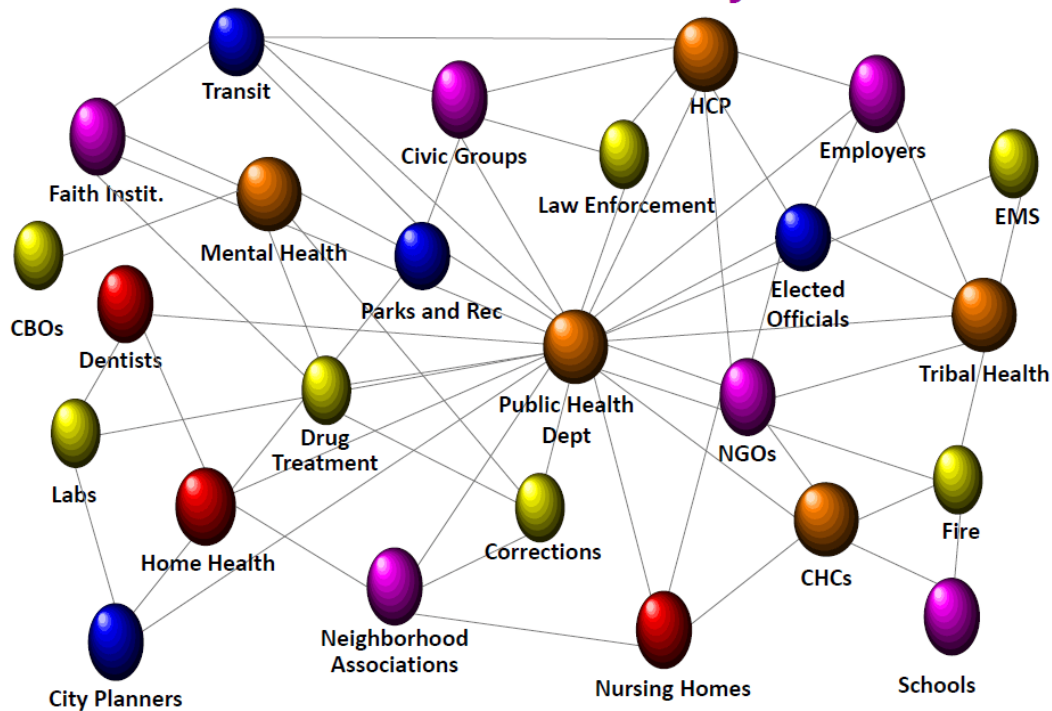 Transit
HCP
Civic Groups
Employers
Faith Instit.
Law Enforcement
EMS
Mental Health
Elected
Officials
Parks and Rec
CBOs
Dentists
Tribal Health
Public Health
Dept
Drug
Treatment
NGOs
Labs
Corrections
Fire
Home Health
CHCs
Neighborhood
Associations
Nursing Homes
Schools
City Planners